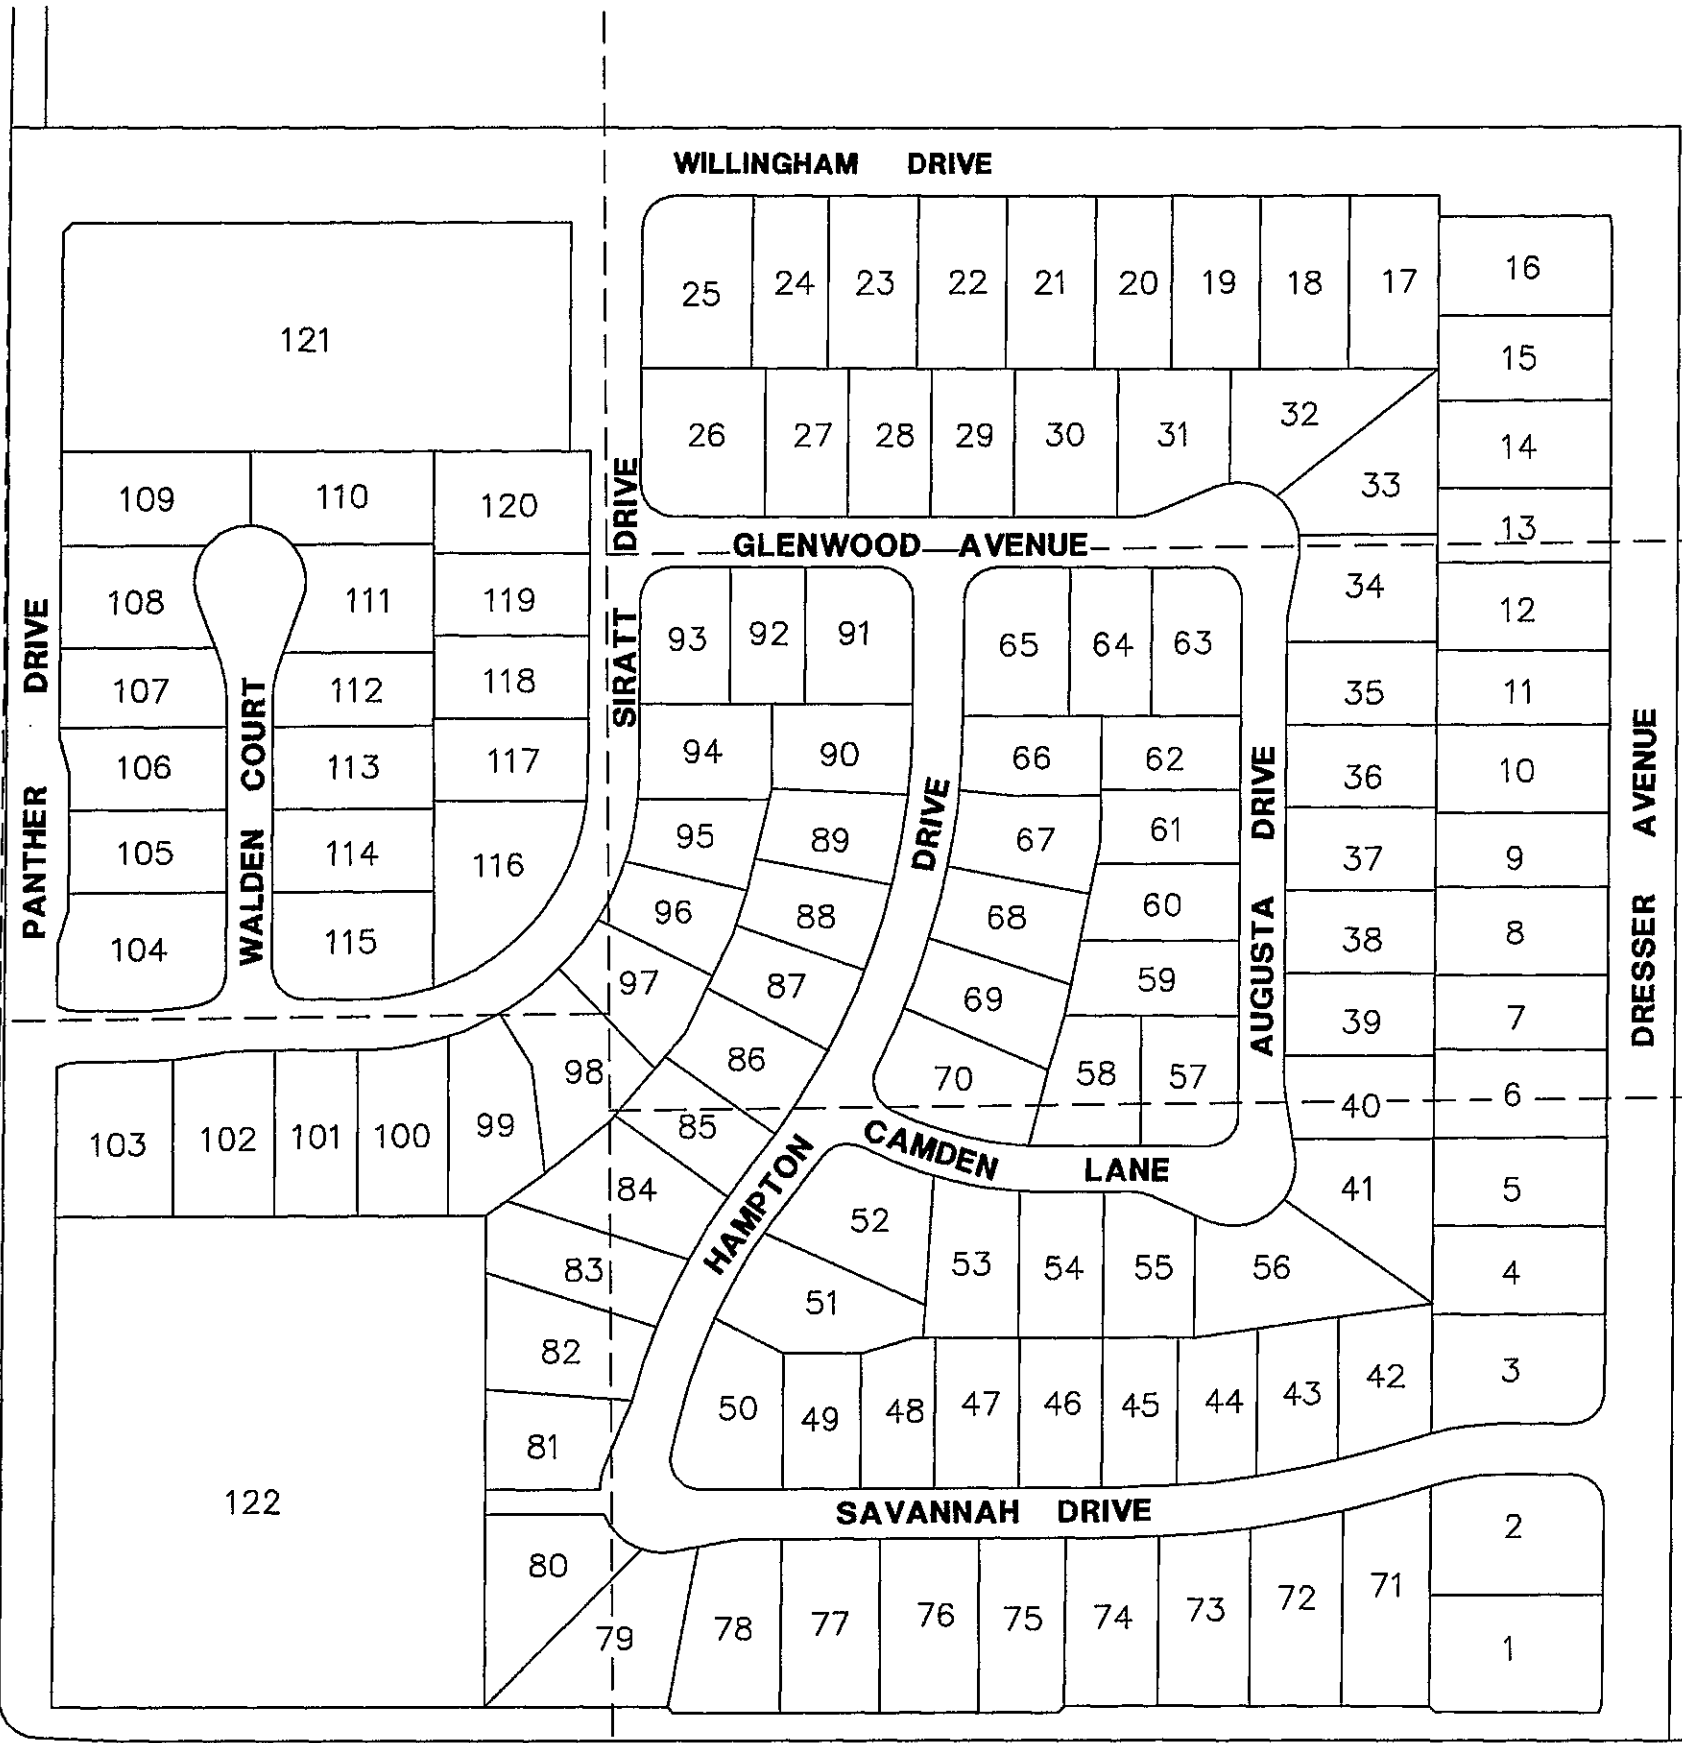 WILLINGHAM DRIVE
25 24 23 22 21 20 19 18 17 16
121
15
26 27 28 29 30 31 32 33 14
109 110 120
13
SIRATT DRIVE
GLENWOOD AVENUE
108 111 119
93 92 91 65 64 63 34 12
107 112 118
35 11
PANTHER DRIVE
WALDEN COURT
106 113 117
94 90 66 62 36 10
DRIVE
AUGUSTA DRIVE
DRESSER AVENUE
105 114 116
95 89 67 61 37 9
96 88 68 60 38 8
104 115
97 87 69 59 39 7
98 86 70 58 57 40 6
103 102 101 100 99 85
HAMPTON
CAMDEN LANE
84 52 41 5
83 51 53 54 55 56 4
82 50 49 48 47 46 45 44 43 42 3
81
122
SAVANNAH DRIVE
80 2
79 78 77 76 75 74 73 72 71 1